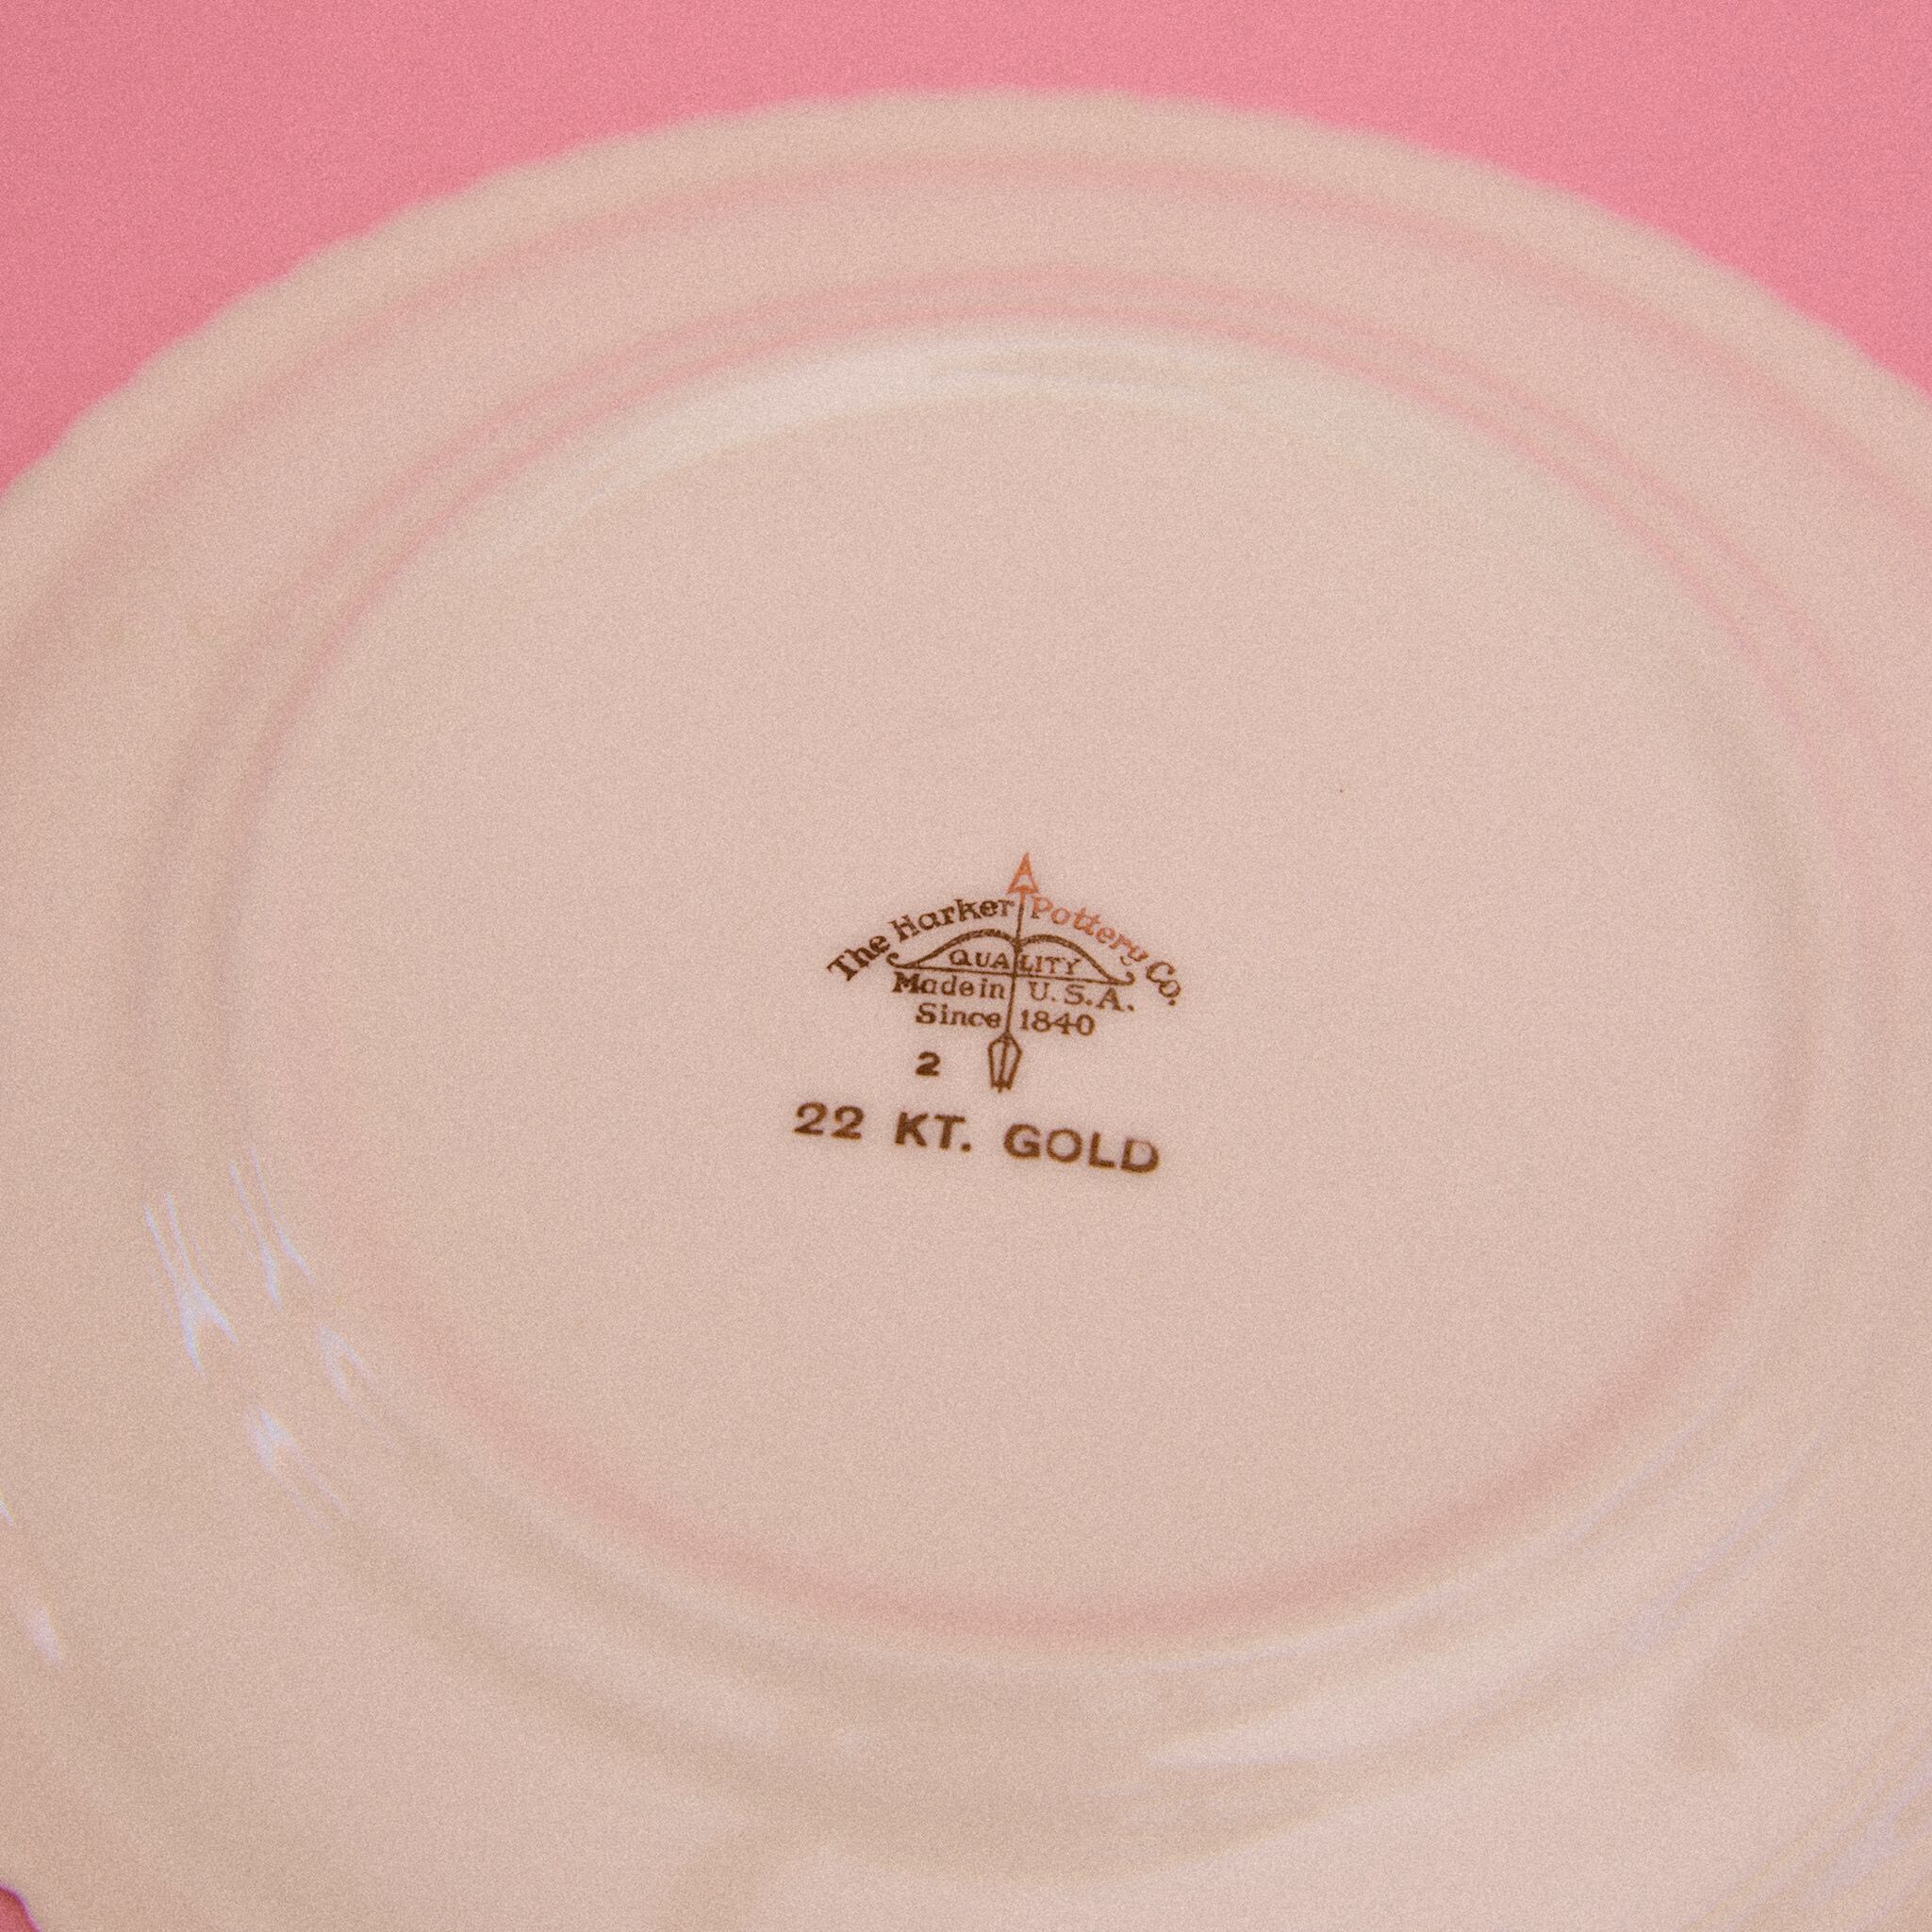 The Harker Pottery Co.
QUALITY
Made in U.S.A.
Since 1840
2
22 KT. GOLD